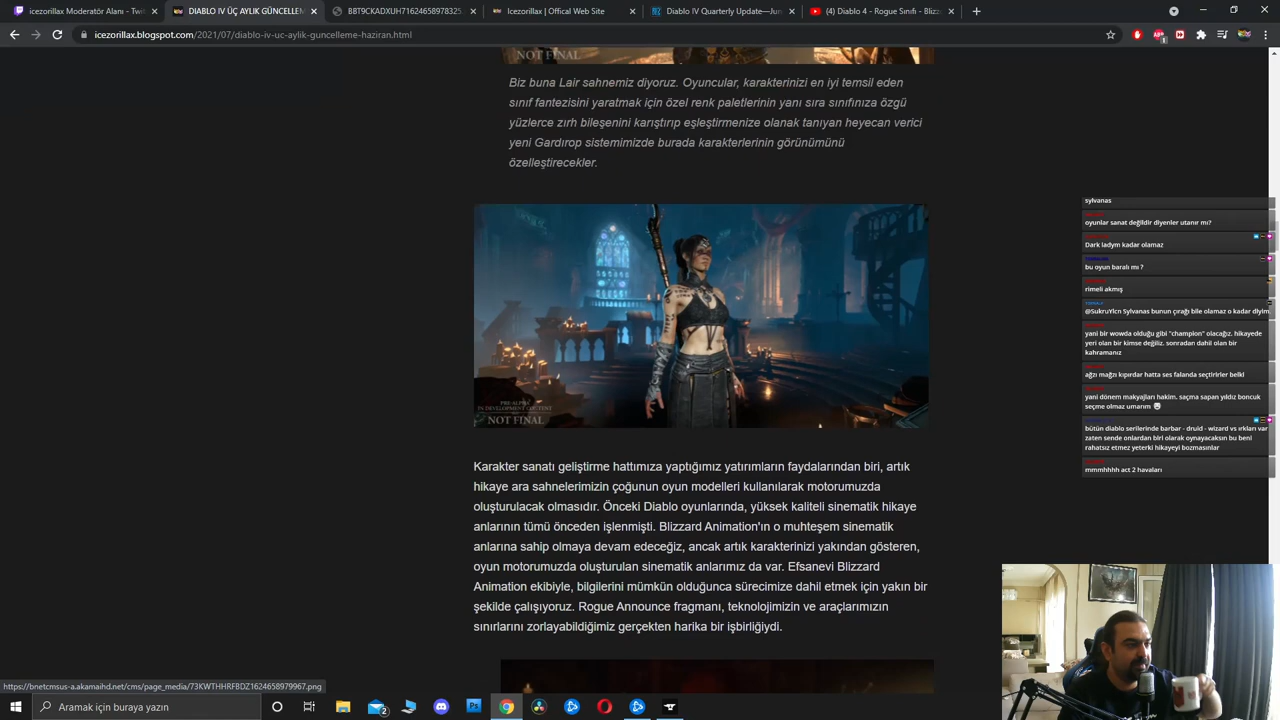 icezorillax Moderatör Alanı - Twit
DIABLO IV ÜÇ AYLIK GÜNCELLEM
BBT9CKADXUH71624658978325
Icezorillax | Offical Web Site
Diablo IV Quarterly Update—Jun
(4) Diablo 4 - Rogue Sınıfı - Bliz
icezorillax.blogspot.com/2021/07/diablo-iv-uc-aylik-guncelleme-haziran.html
NOT FINAL
Biz buna Lair sahnemiz diyoruz. Oyuncular, karakterinizi en iyi temsil eden
sınıf fantezisini yaratmak için özel renk paletlerinin yanı sıra sınıfınıza özgü
yüzlerce zırh bileşenini karıştırıp eşleştirmenize olanak tanıyan heyecan verici
yeni Gardırop sistemimizde burada karakterlerinin görünümünü
özelleştirecekler.
PRE-ALPHA
IN DEVELOPMENT CONTENT
NOT FINAL
Karakter sanatı geliştirme hattımıza yaptığımız yatırımların faydalarından biri, artık
hikaye ara sahnelerimizin çoğunun oyun modelleri kullanılarak motorumuzda
oluşturulacak olmasıdır. Önceki Diablo oyunlarında, yüksek kaliteli sinematik hikaye
anlarının tümü önceden işlenmişti. Blizzard Animation'ın o muhteşem sinematik
anlarına sahip olmaya devam edeceğiz, ancak artık karakterinizi yakından gösteren,
oyun motorumuzda oluşturulan sinematik anlarımız da var. Efsanevi Blizzard
Animation ekibiyle, bilgilerini mümkün olduğunca sürecimize dahil etmek için yakın bir
şekilde çalışıyoruz. Rogue Announce fragmanı, teknolojimizin ve araçlarımızın
sınırlarını zorlayabildiğimiz gerçekten harika bir işbirliğiydi.
sylvanas
oyunlar sanat değildir diyenler utanır mı?
Dark ladym kadar olamaz
bu oyun baralı mı ?
rimeli akmış
@SukruYlcn Sylvanas bunun çırağı bile olamaz o kadar diyim
yani bir wowda olduğu gibi "champion" olacağız. hikayede
yeri olan bir kimse değiliz. sonradan dahil olan bir
kahramanız
ağzı mağzı kıpırdar hatta ses falanda seçtirirler belki
yani dönem makyajları hakim. saçma sapan yıldız boncuk
seçme olmaz umarım
bütün diablo serilerinde barbar - druid - wizard vs ırkları var
zaten sende onlardan biri olarak oynayacaksın bu beni
rahatsız etmez yeterki hikayeyi bozmasınlar
mmmhhhh act 2 havaları
https://bnetcmsus-a.akamaihd.net/cms/page_media/73KWTHHRFBDZ1624658979967.png
Aramak için buraya yazın